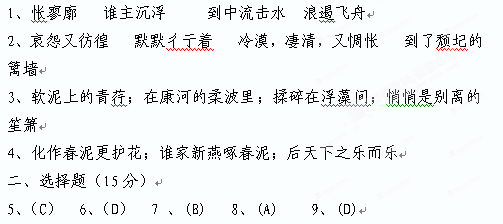 1、怅寥廓　谁主沉浮　　到中流击水　浪遏飞舟
2、哀怨又彷徨　默默彳亍着　冷漠，凄清，又惆怅　到了颓圮的
篱墙
3、软泥上的青荇；在康河的柔波里；揉碎在浮藻间；悄悄是别离的
笙箫
4、化作春泥更护花；谁家新燕啄春泥；后天下之乐而乐
二、选择题（15分）
5、(C)　6、(D)　7 、(B)　8、(A)　　9、(D)